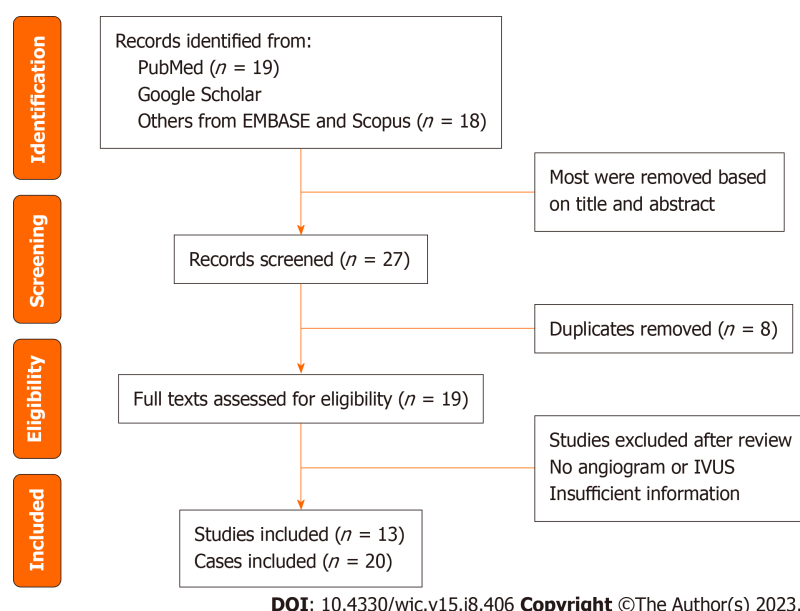 Identification
Records identified from:
PubMed (n = 19)
Google Scholar
Others from EMBASE and Scopus (n = 18)
Most were removed based
on title and abstract
Screening
Records screened (n = 27)
Duplicates removed (n = 8)
Eligibility
Full texts assessed for eligibility (n = 19)
Studies excluded after review
No angiogram or IVUS
Insufficient information
Included
Studies included (n = 13)
Cases included (n = 20)
DOI: 10.4330/wjc.v15.i8.406 Copyright ©The Author(s) 2023.